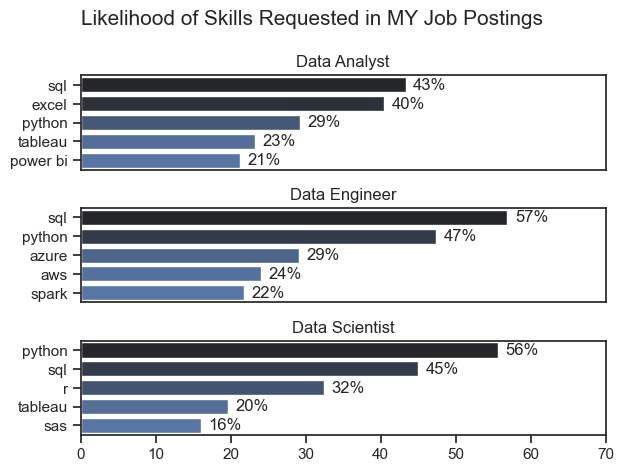 Likelihood of Skills Requested in MY Job Postings
Data Analyst
sql 43%
excel 40%
python 29%
tableau 23%
power bi 21%
Data Engineer
sql 57%
python 47%
azure 29%
aws 24%
spark 22%
Data Scientist
python 56%
sql 45%
r 32%
tableau 20%
sas 16%
0 10 20 30 40 50 60 70